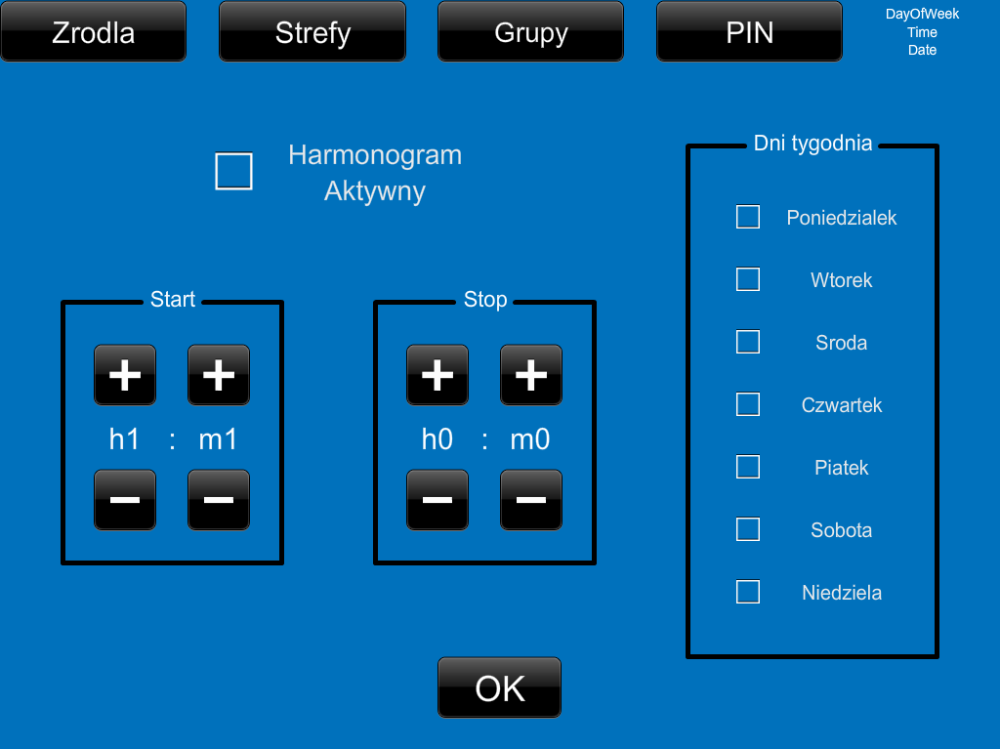 Zrodla
Strefy
Grupy
PIN
DayOfWeek
Time
Date
Harmonogram
Aktywny
Dni tygodnia
Poniedzialek
Wtorek
Sroda
Czwartek
Piatek
Sobota
Niedziela
Start
+ +
h1 : m1
− −
Stop
+ +
h0 : m0
− −
OK